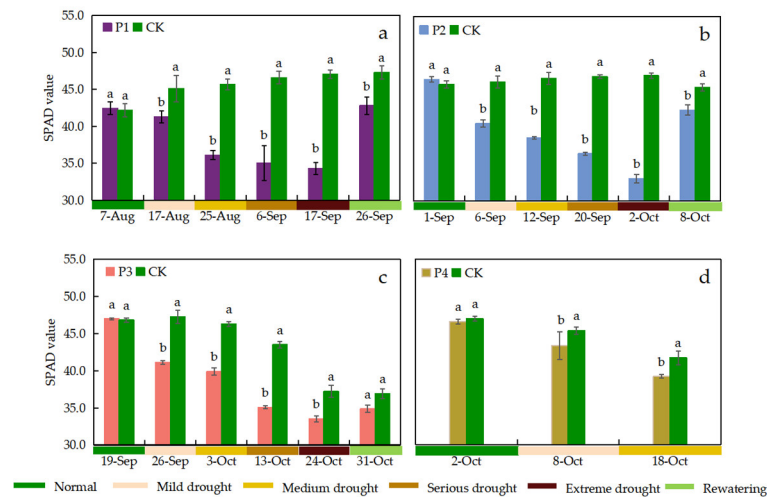 50.0
P1 CK a
45.0
40.0
35.0
30.0
SPAD value
a a b a b a b a b a b a
7-Aug 17-Aug 25-Aug 6-Sep 17-Sep 26-Sep
P2 CK b
a a b a b a b a b a b a
1-Sep 6-Sep 12-Sep 20-Sep 2-Oct 8-Oct
55.0
P3 CK c
50.0
45.0
40.0
35.0
30.0
SPAD value
a a b a b a b a b a a a
19-Sep 26-Sep 3-Oct 13-Oct 24-Oct 31-Oct
P4 CK d
a a b a b a
2-Oct 8-Oct 18-Oct
Normal Mild drought Medium drought Serious drought Extreme drought Rewatering